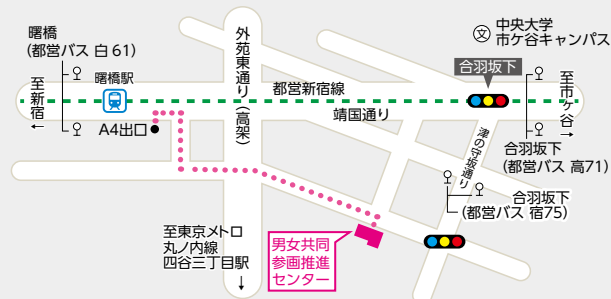 曙橋
(都営バス 白61)
至新宿
←
曙橋駅
A4出口
外苑東通り(高架)
都営新宿線
靖国通り
中央大学
市ケ谷キャンパス
文
合羽坂下
至市ケ谷
→
合羽坂下
(都営バス 高71)
津の守坂通り
合羽坂下
(都営バス 宿75)
至東京メトロ
丸ノ内線
四谷三丁目駅
↓
男女共同
参画推進
センター